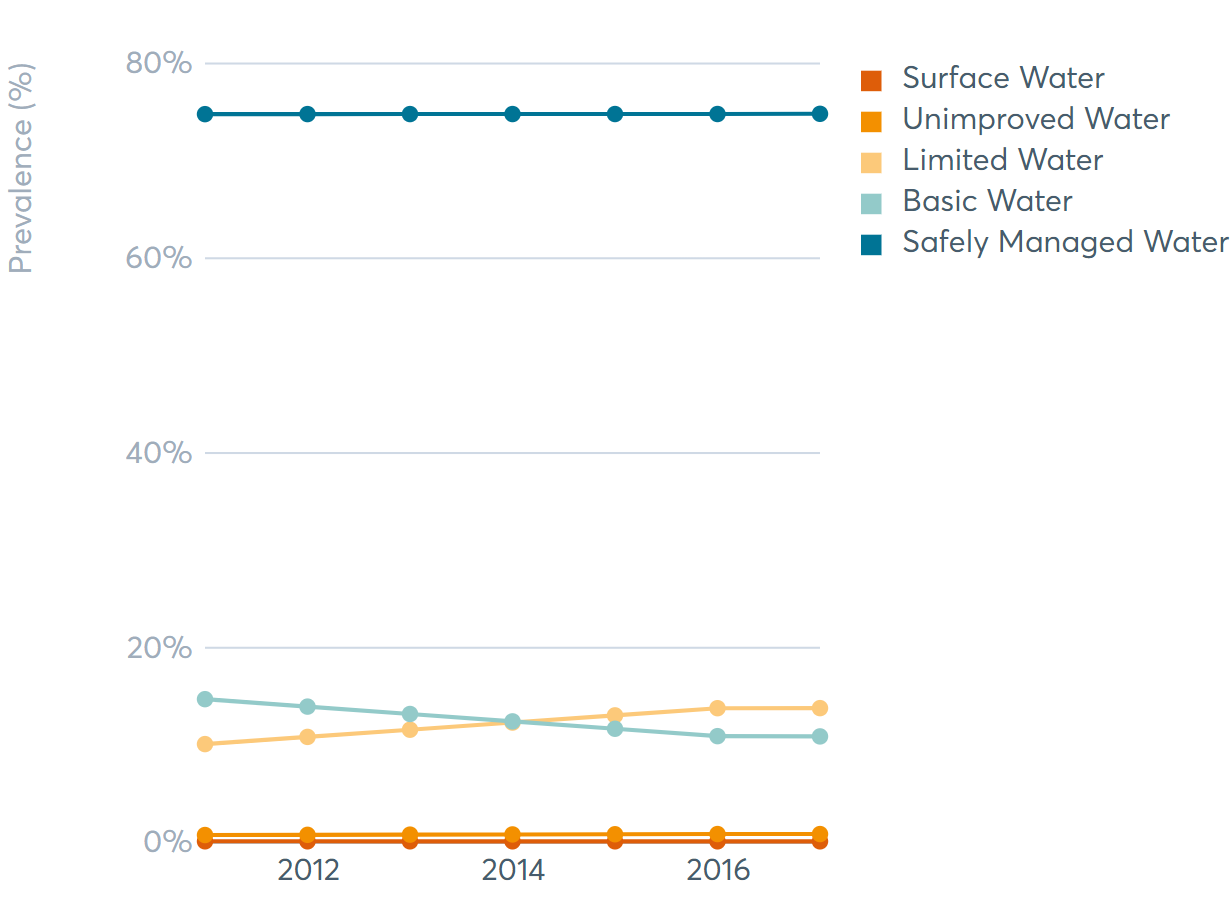 Prevalence (%)
80%
60%
40%
20%
0%
2012
2014
2016
Surface Water
Unimproved Water
Limited Water
Basic Water
Safely Managed Water